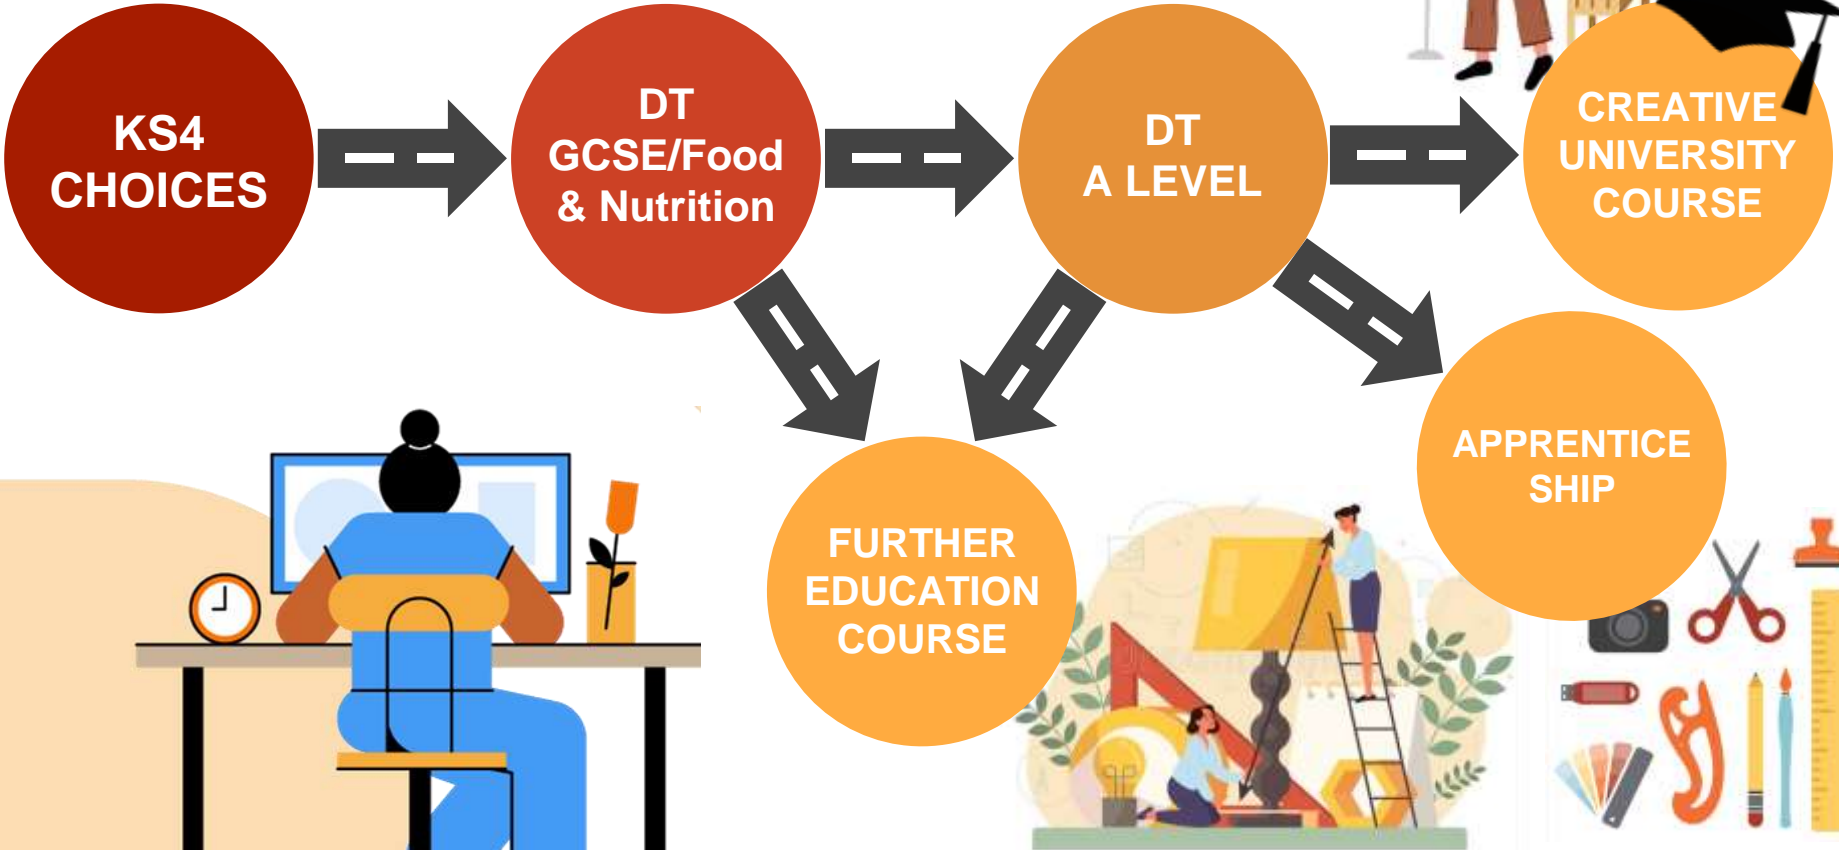 KS4
CHOICES
DT
GCSE/Food
& Nutrition
DT
A LEVEL
CREATIVE
UNIVERSITY
COURSE
APPRENTICE
SHIP
FURTHER
EDUCATION
COURSE